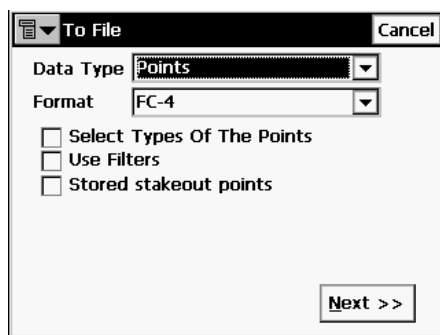 To File Cancel
Data Type Points
Format FC-4
Select Types Of The Points
Use Filters
Stored stakeout points
Next >>